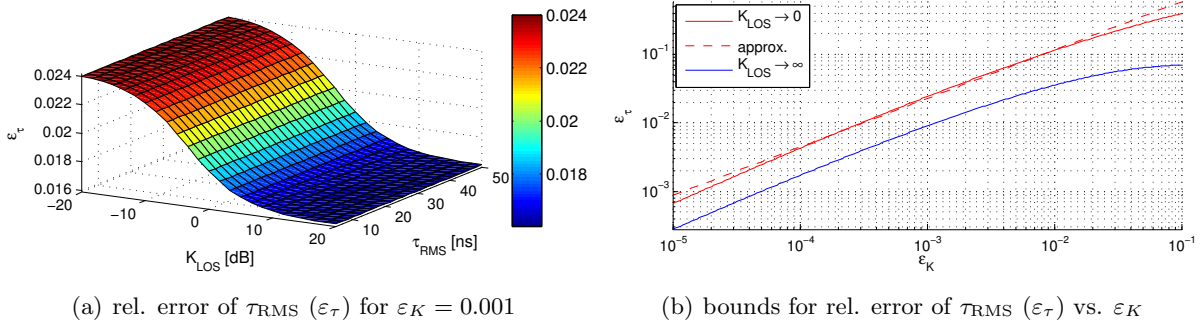 0.024
0.022
0.02
0.018
0.016
ε_τ
−20
−10
0
10
20
K_LOS [dB]
10
20
30
40
50
τ_RMS [ns]
0.024
0.022
0.02
0.018
K_LOS → 0
approx.
K_LOS → ∞
10^−1
10^−2
10^−3
ε_τ
10^−5
10^−4
10^−3
10^−2
10^−1
ε_K
(a) rel. error of τ_RMS (ε_τ) for ε_K = 0.001
(b) bounds for rel. error of τ_RMS (ε_τ) vs. ε_K